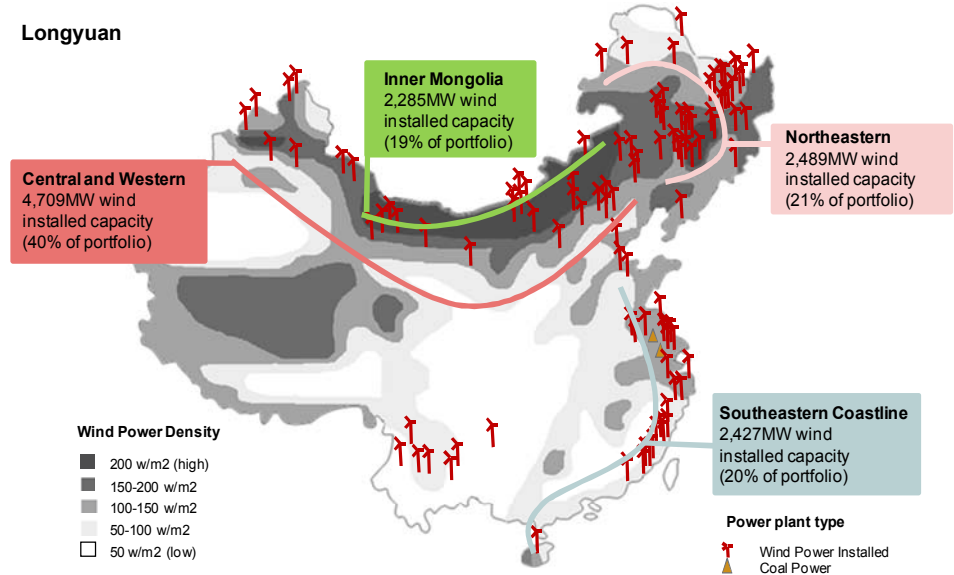 Longyuan
Inner Mongolia
2,285MW wind
installed capacity
(19% of portfolio)
Northeastern
2,489MW wind
installed capacity
(21% of portfolio)
Central and Western
4,709MW wind
installed capacity
(40% of portfolio)
Southeastern Coastline
2,427MW wind
installed capacity
(20% of portfolio)
Wind Power Density
200 w/m2 (high)
150-200 w/m2
100-150 w/m2
50-100 w/m2
50 w/m2 (low)
Power plant type
Wind Power Installed
Coal Power